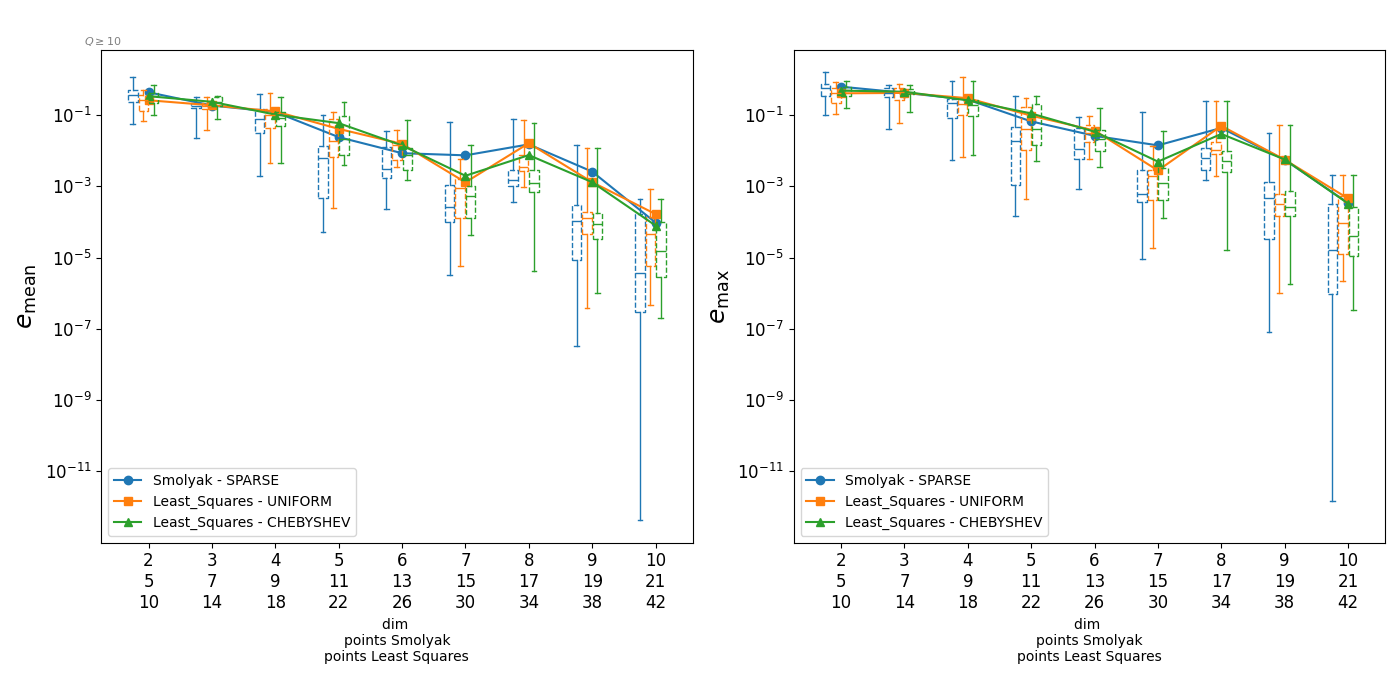 Q ≥ 10
e_mean
10^−1
10^−3
10^−5
10^−7
10^−9
10^−11
Smolyak - SPARSE
Least_Squares - UNIFORM
Least_Squares - CHEBYSHEV
2 3 4 5 6 7 8 9 10
5 7 9 11 13 15 17 19 21
10 14 18 22 26 30 34 38 42
dim
points Smolyak
points Least Squares
e_max
10^−1
10^−3
10^−5
10^−7
10^−9
10^−11
Smolyak - SPARSE
Least_Squares - UNIFORM
Least_Squares - CHEBYSHEV
2 3 4 5 6 7 8 9 10
5 7 9 11 13 15 17 19 21
10 14 18 22 26 30 34 38 42
dim
points Smolyak
points Least Squares